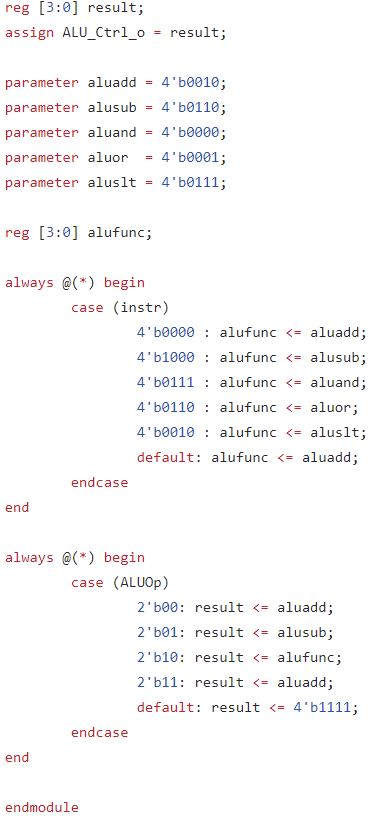 reg [3:0] result;
assign ALU_Ctrl_o = result;

parameter aluadd = 4'b0010;
parameter alusub = 4'b0110;
parameter aluand = 4'b0000;
parameter aluor  = 4'b0001;
parameter aluslt = 4'b0111;

reg [3:0] alufunc;

always @(*) begin
        case (instr)
                4'b0000 : alufunc <= aluadd;
                4'b1000 : alufunc <= alusub;
                4'b0111 : alufunc <= aluand;
                4'b0110 : alufunc <= aluor;
                4'b0010 : alufunc <= aluslt;
                default: alufunc <= aluadd;
        endcase
end

always @(*) begin
        case (ALUOp)
                2'b00: result <= aluadd;
                2'b01: result <= alusub;
                2'b10: result <= alufunc;
                2'b11: result <= aluadd;
                default: result <= 4'b1111;
        endcase
end

endmodule